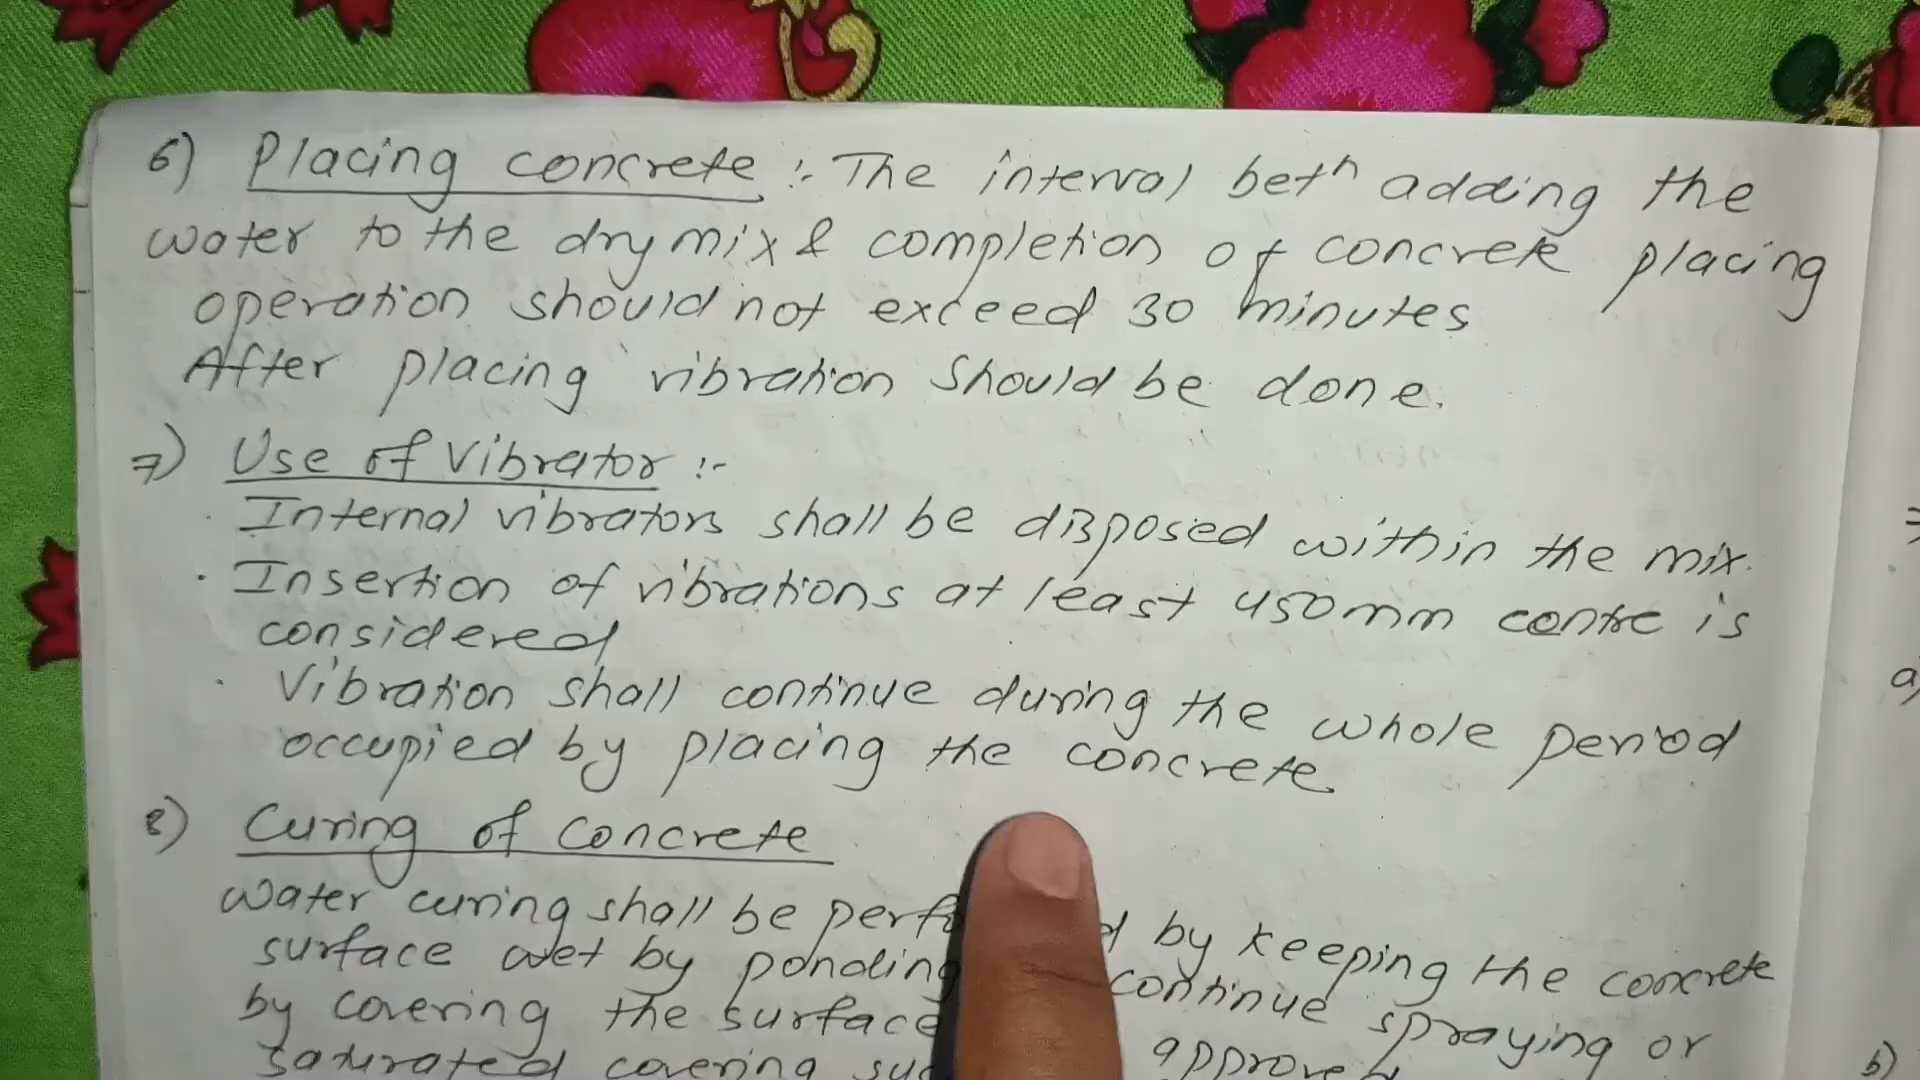 6) Placing concrete :- The interval betn adding the
water to the dry mix & completion of concrete placing
operation should not exceed 30 minutes
After placing vibration should be done.
7) Use of Vibrator :-
· Internal vibrators shall be disposed within the mix.
· Insertion of vibrations at least 450mm centre is
considered
· Vibration shall continue during the whole period
occupied by placing the concrete
8) Curing of concrete
Water curing shall be by keeping the concrete
surface wet by ponding continue spraying or
by covering the surface
saturated covering
a)
b)